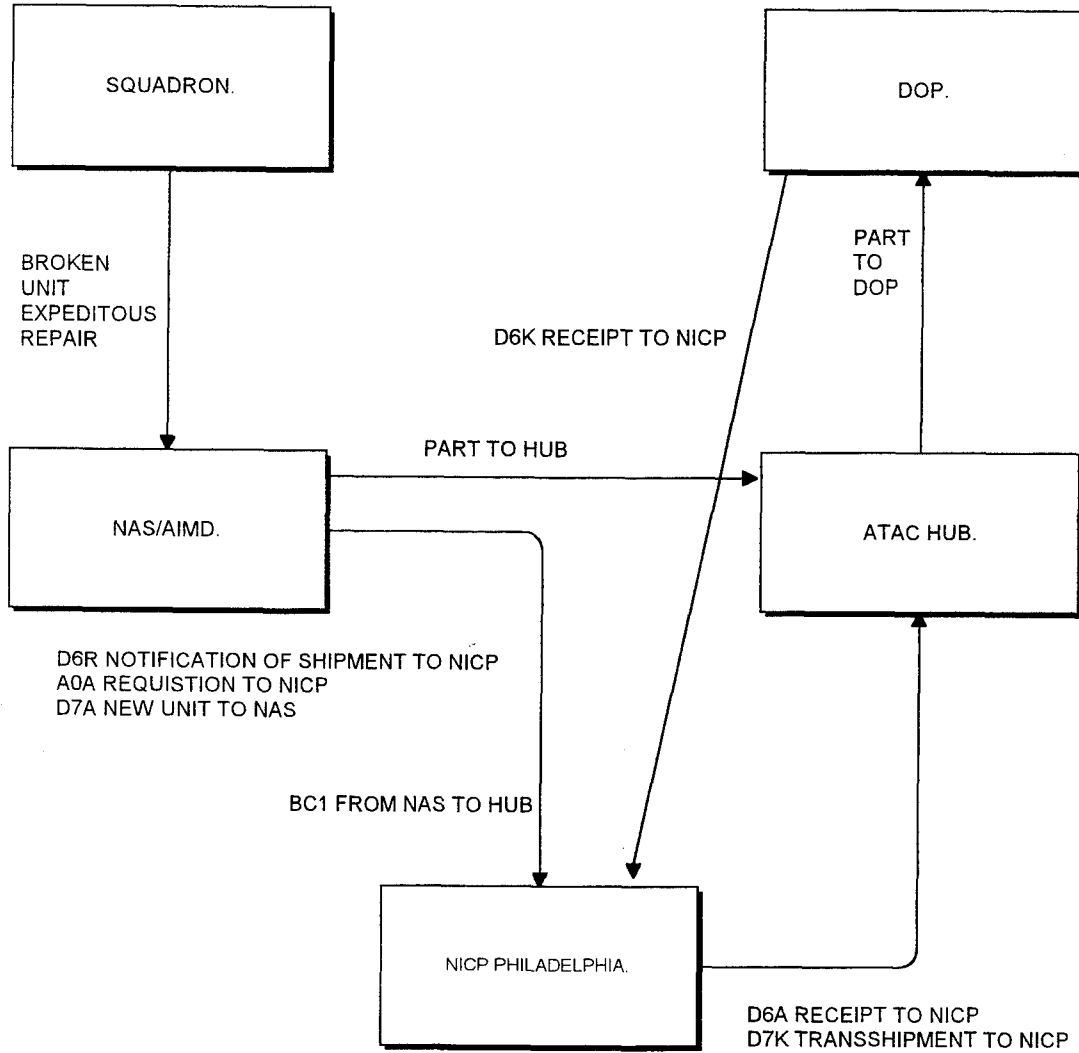 SQUADRON.
DOP.
BROKEN
UNIT
EXPEDITOUS
REPAIR
PART
TO
DOP
D6K RECEIPT TO NICP
PART TO HUB
NAS/AIMD.
ATAC HUB.
D6R NOTIFICATION OF SHIPMENT TO NICP
A0A REQUISTION TO NICP
D7A NEW UNIT TO NAS
BC1 FROM NAS TO HUB
NICP PHILADELPHIA.
D6A RECEIPT TO NICP
D7K TRANSSHIPMENT TO NICP